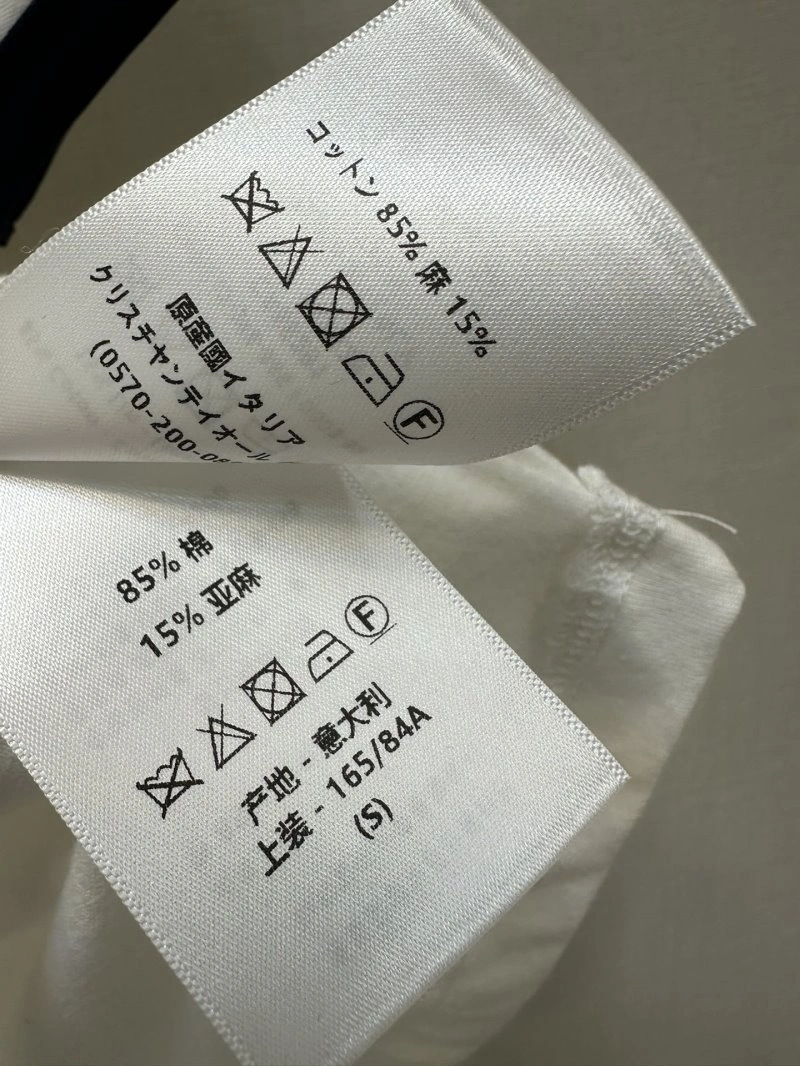 コットン 85% 麻 15%
F
原産國イタリア
クリスチャンディオール
(0570-200-0
85% 棉
15% 亚麻
F
产地 - 意大利
上装 - 165/84A
(S)